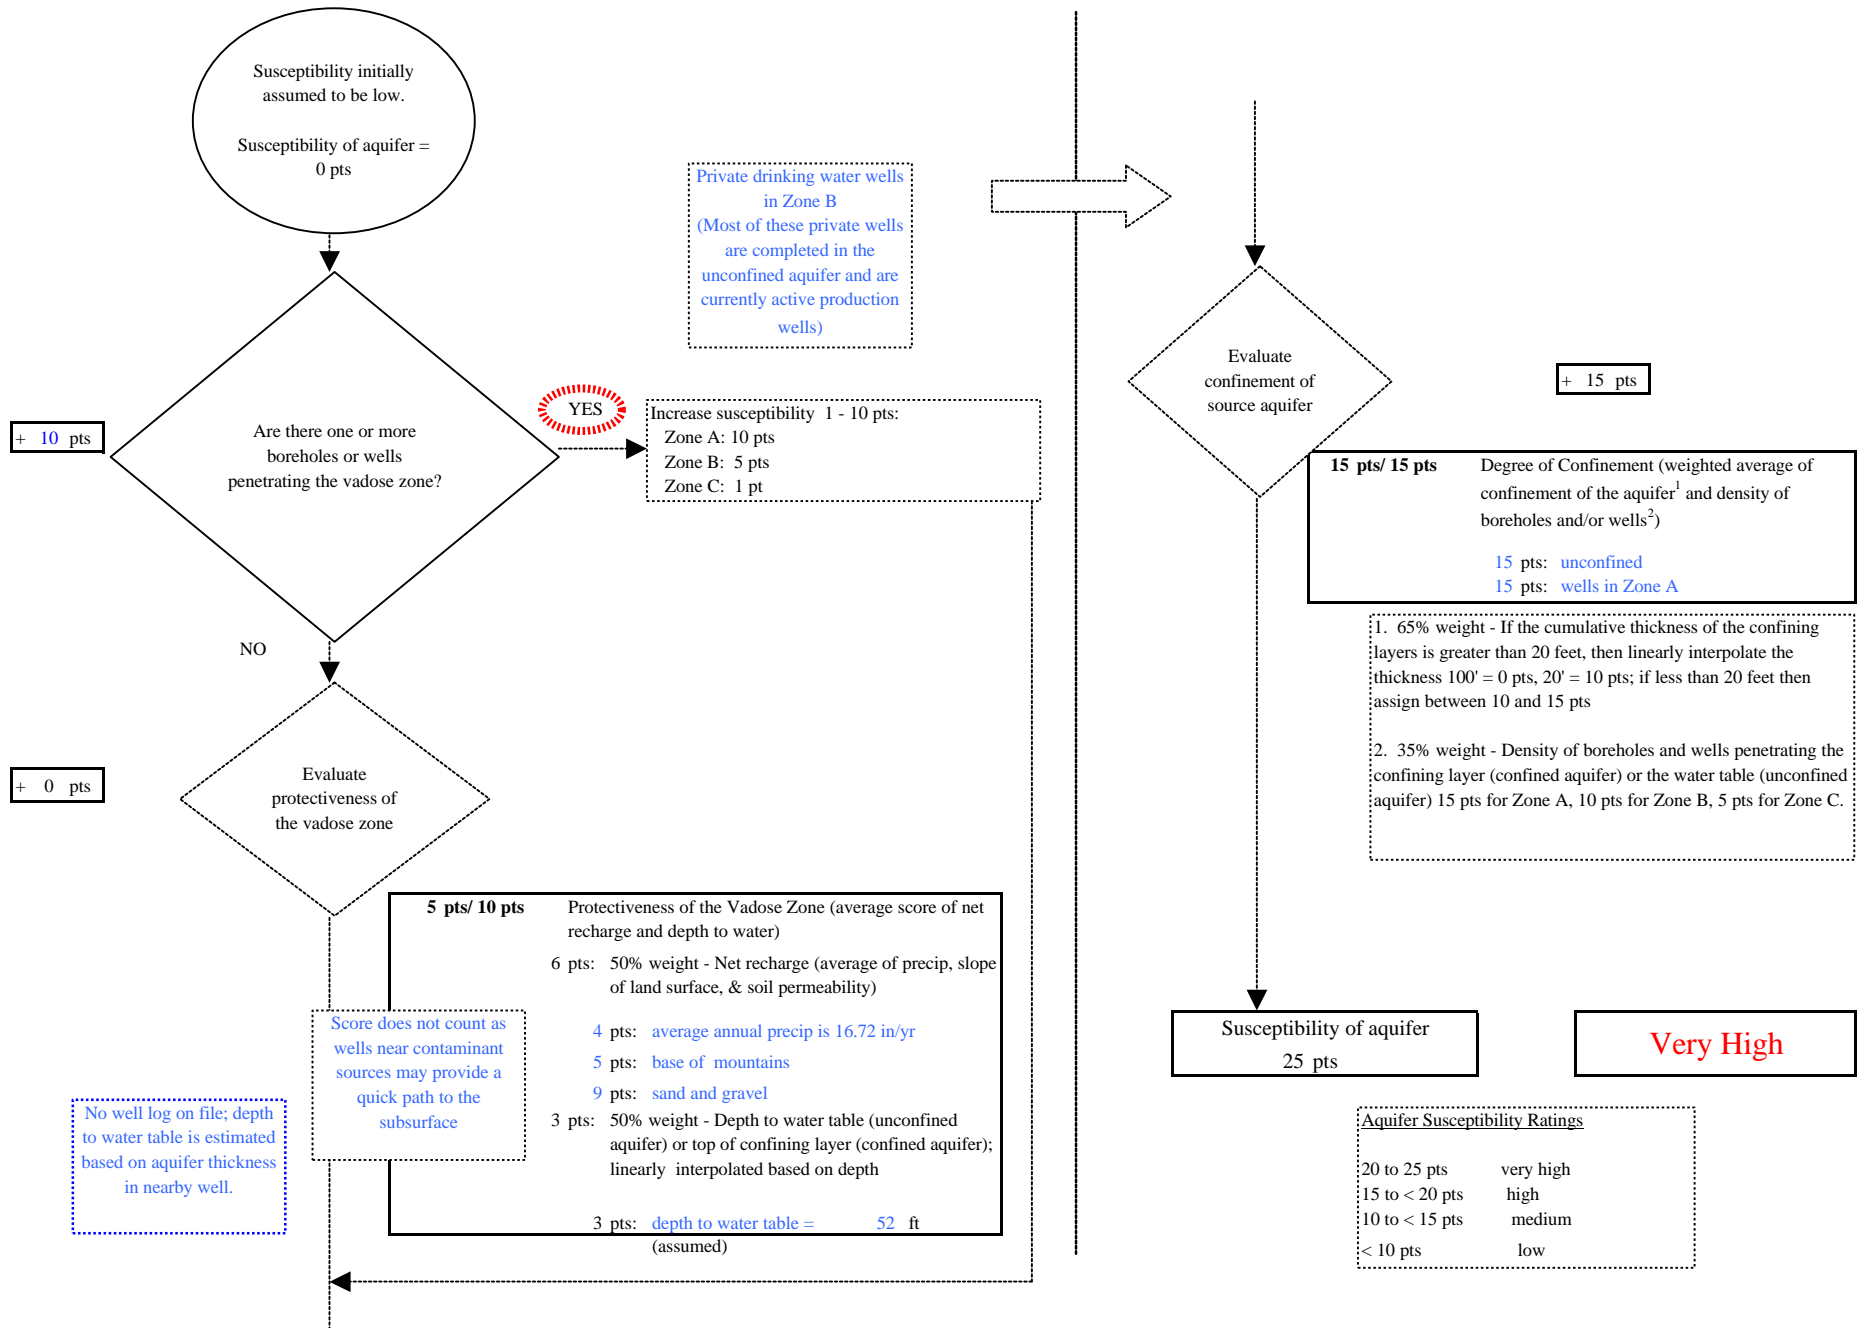 Susceptibility initially
assumed to be low.
Susceptibility of aquifer =
0 pts
Private drinking water wells
in Zone B
(Most of these private wells
are completed in the
unconfined aquifer and are
currently active production
wells)
+ 10 pts
Are there one or more
boreholes or wells
penetrating the vadose zone?
YES
Increase susceptibility 1 - 10 pts:
Zone A: 10 pts
Zone B: 5 pts
Zone C: 1 pt
NO
+ 0 pts
Evaluate
protectiveness of
the vadose zone
5 pts/ 10 pts
Protectiveness of the Vadose Zone (average score of net
recharge and depth to water)
6 pts: 50% weight - Net recharge (average of precip, slope
of land surface, & soil permeability)
4 pts: average annual precip is 16.72 in/yr
5 pts: base of mountains
9 pts: sand and gravel
3 pts: 50% weight - Depth to water table (unconfined
aquifer) or top of confining layer (confined aquifer);
linearly interpolated based on depth
3 pts: depth to water table = 52 ft
(assumed)
Score does not count as
wells near contaminant
sources may provide a
quick path to the
subsurface
No well log on file; depth
to water table is estimated
based on aquifer thickness
in nearby well.
Evaluate
confinement of
source aquifer
+ 15 pts
15 pts/ 15 pts
Degree of Confinement (weighted average of
confinement of the aquifer1 and density of
boreholes and/or wells2)
15 pts: unconfined
15 pts: wells in Zone A
1. 65% weight - If the cumulative thickness of the confining
layers is greater than 20 feet, then linearly interpolate the
thickness 100' = 0 pts, 20' = 10 pts; if less than 20 feet then
assign between 10 and 15 pts
2. 35% weight - Density of boreholes and wells penetrating the
confining layer (confined aquifer) or the water table (unconfined
aquifer) 15 pts for Zone A, 10 pts for Zone B, 5 pts for Zone C.
Susceptibility of aquifer
25 pts
Very High
Aquifer Susceptibility Ratings
20 to 25 pts very high
15 to < 20 pts high
10 to < 15 pts medium
< 10 pts low